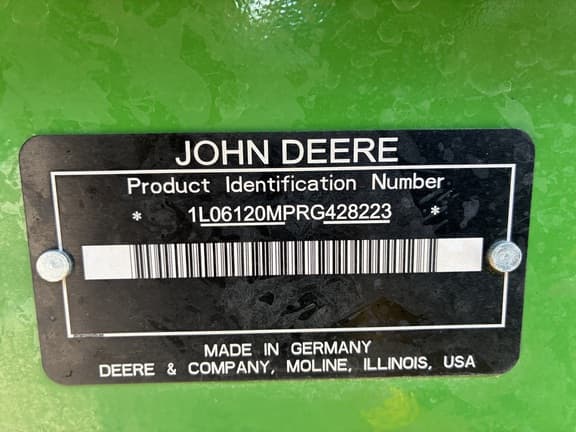 JOHN DEERE
Product Identification Number
* 1L06120MPRG428223 *
MADE IN GERMANY
DEERE & COMPANY, MOLINE, ILLINOIS, USA